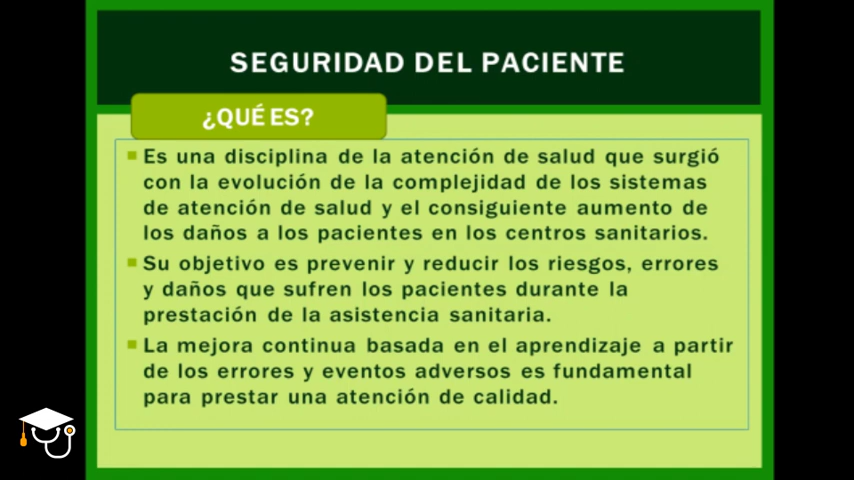 SEGURIDAD DEL PACIENTE
¿QUÉ ES?
Es una disciplina de la atención de salud que surgió
con la evolución de la complejidad de los sistemas
de atención de salud y el consiguiente aumento de
los daños a los pacientes en los centros sanitarios.
Su objetivo es prevenir y reducir los riesgos, errores
y daños que sufren los pacientes durante la
prestación de la asistencia sanitaria.
La mejora continua basada en el aprendizaje a partir
de los errores y eventos adversos es fundamental
para prestar una atención de calidad.